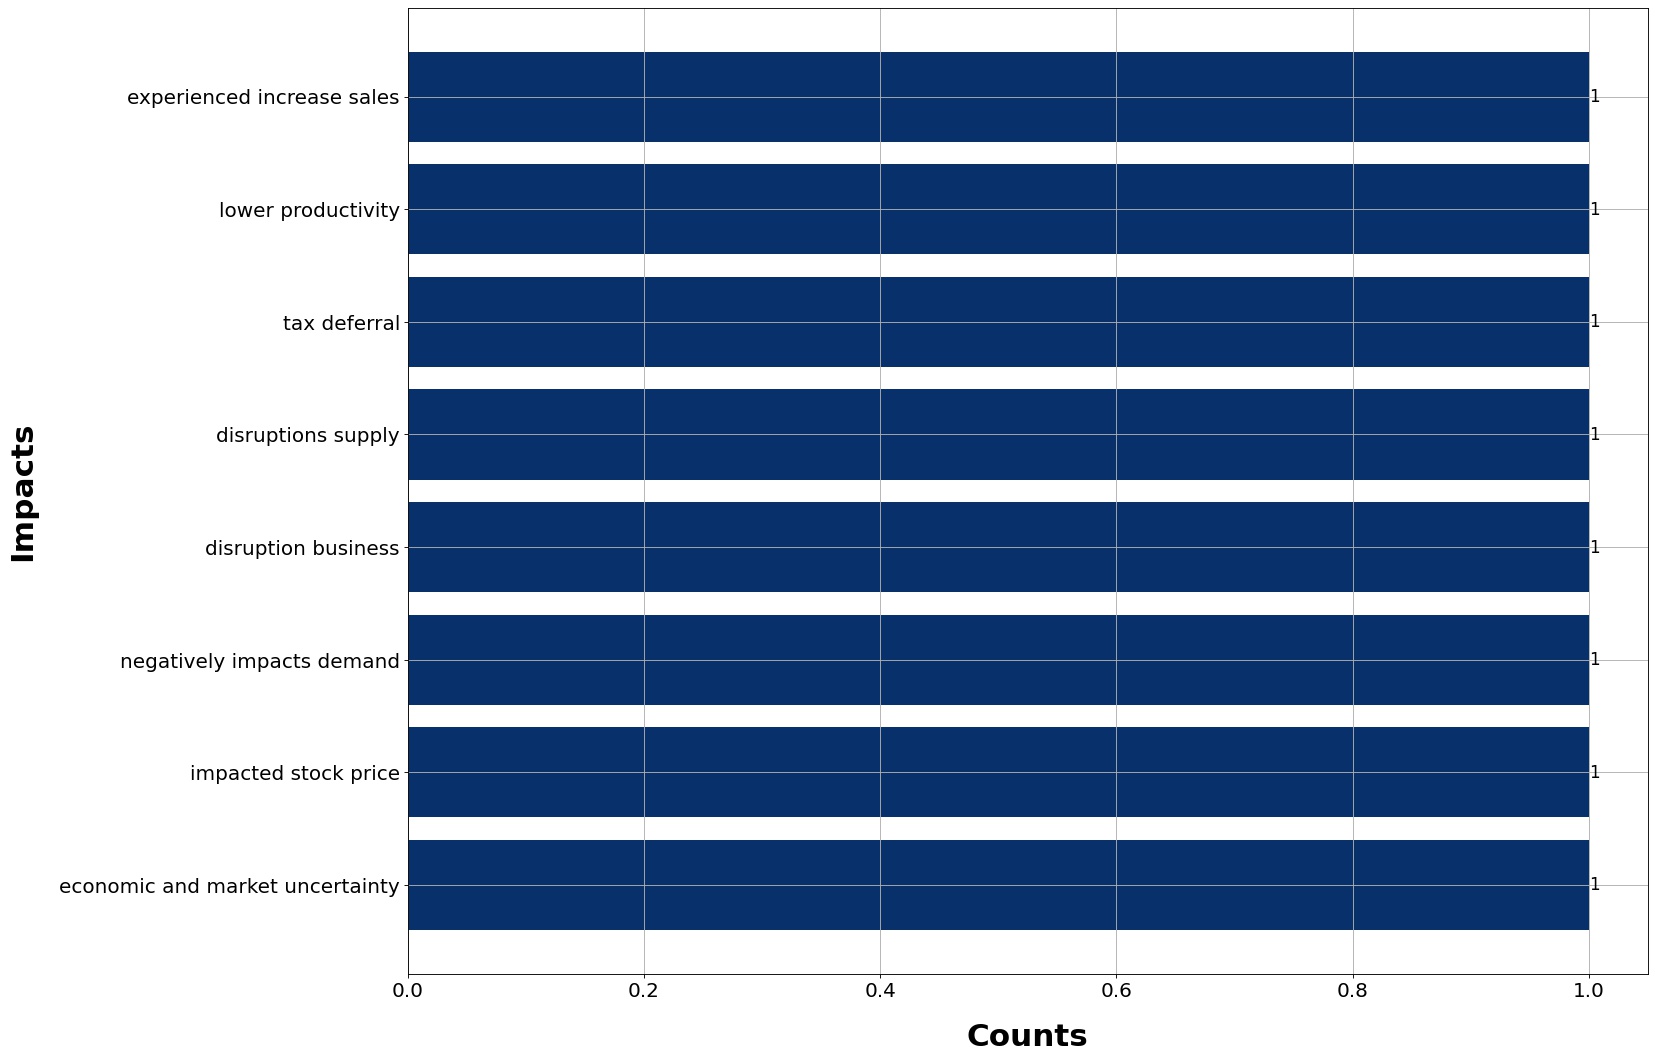 experienced increase sales
1
lower productivity
1
tax deferral
1
disruptions supply
1
disruption business
1
negatively impacts demand
1
impacted stock price
1
economic and market uncertainty
1
Impacts
0.0 0.2 0.4 0.6 0.8 1.0
Counts